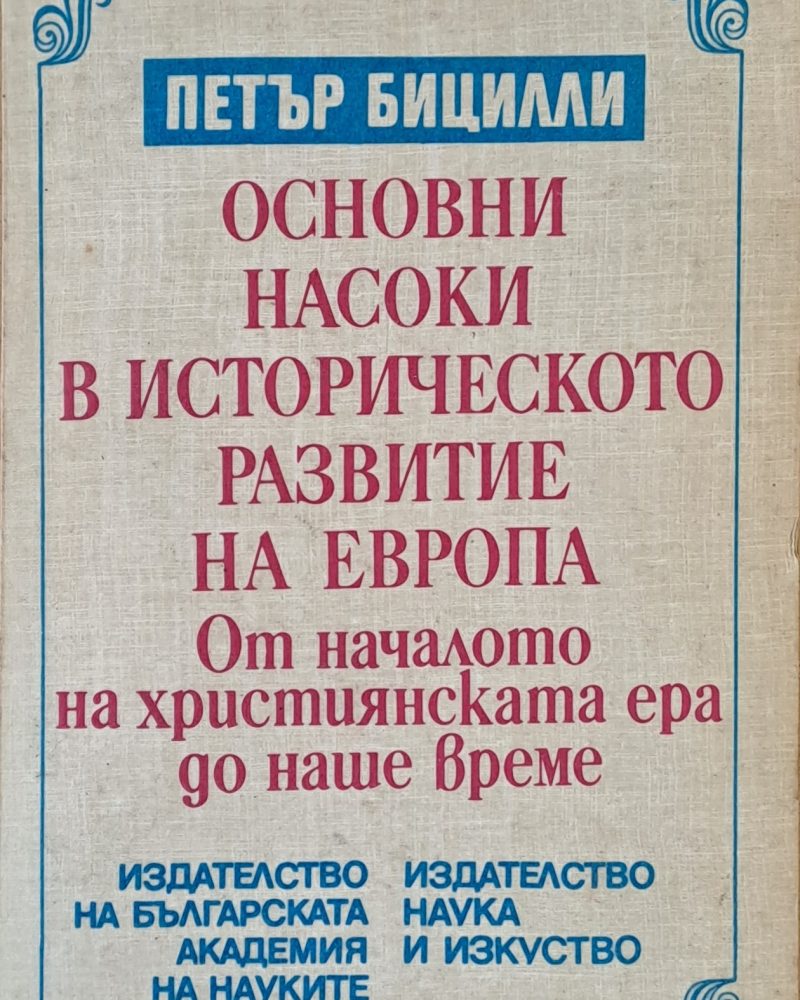 ПЕТЪР БИЦИЛЛИ
ОСНОВНИ
НАСОКИ
В ИСТОРИЧЕСКОТО
РАЗВИТИЕ
НА ЕВРОПА
От началото
на християнската ера
до наше време
ИЗДАТЕЛСТВО
НА БЪЛГАРСКАТА
АКАДЕМИЯ
НА НАУКИТЕ
ИЗДАТЕЛСТВО
НАУКА
И ИЗКУСТВО